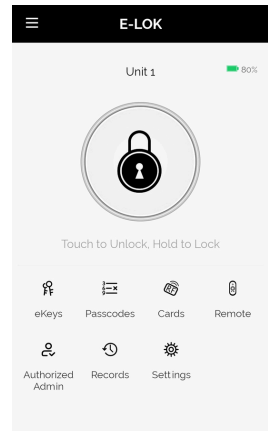 E-LOK
Unit 1
80%
Touch to Unlock, Hold to Lock
eKeys
Passcodes
Cards
Remote
Authorized
Admin
Records
Settings